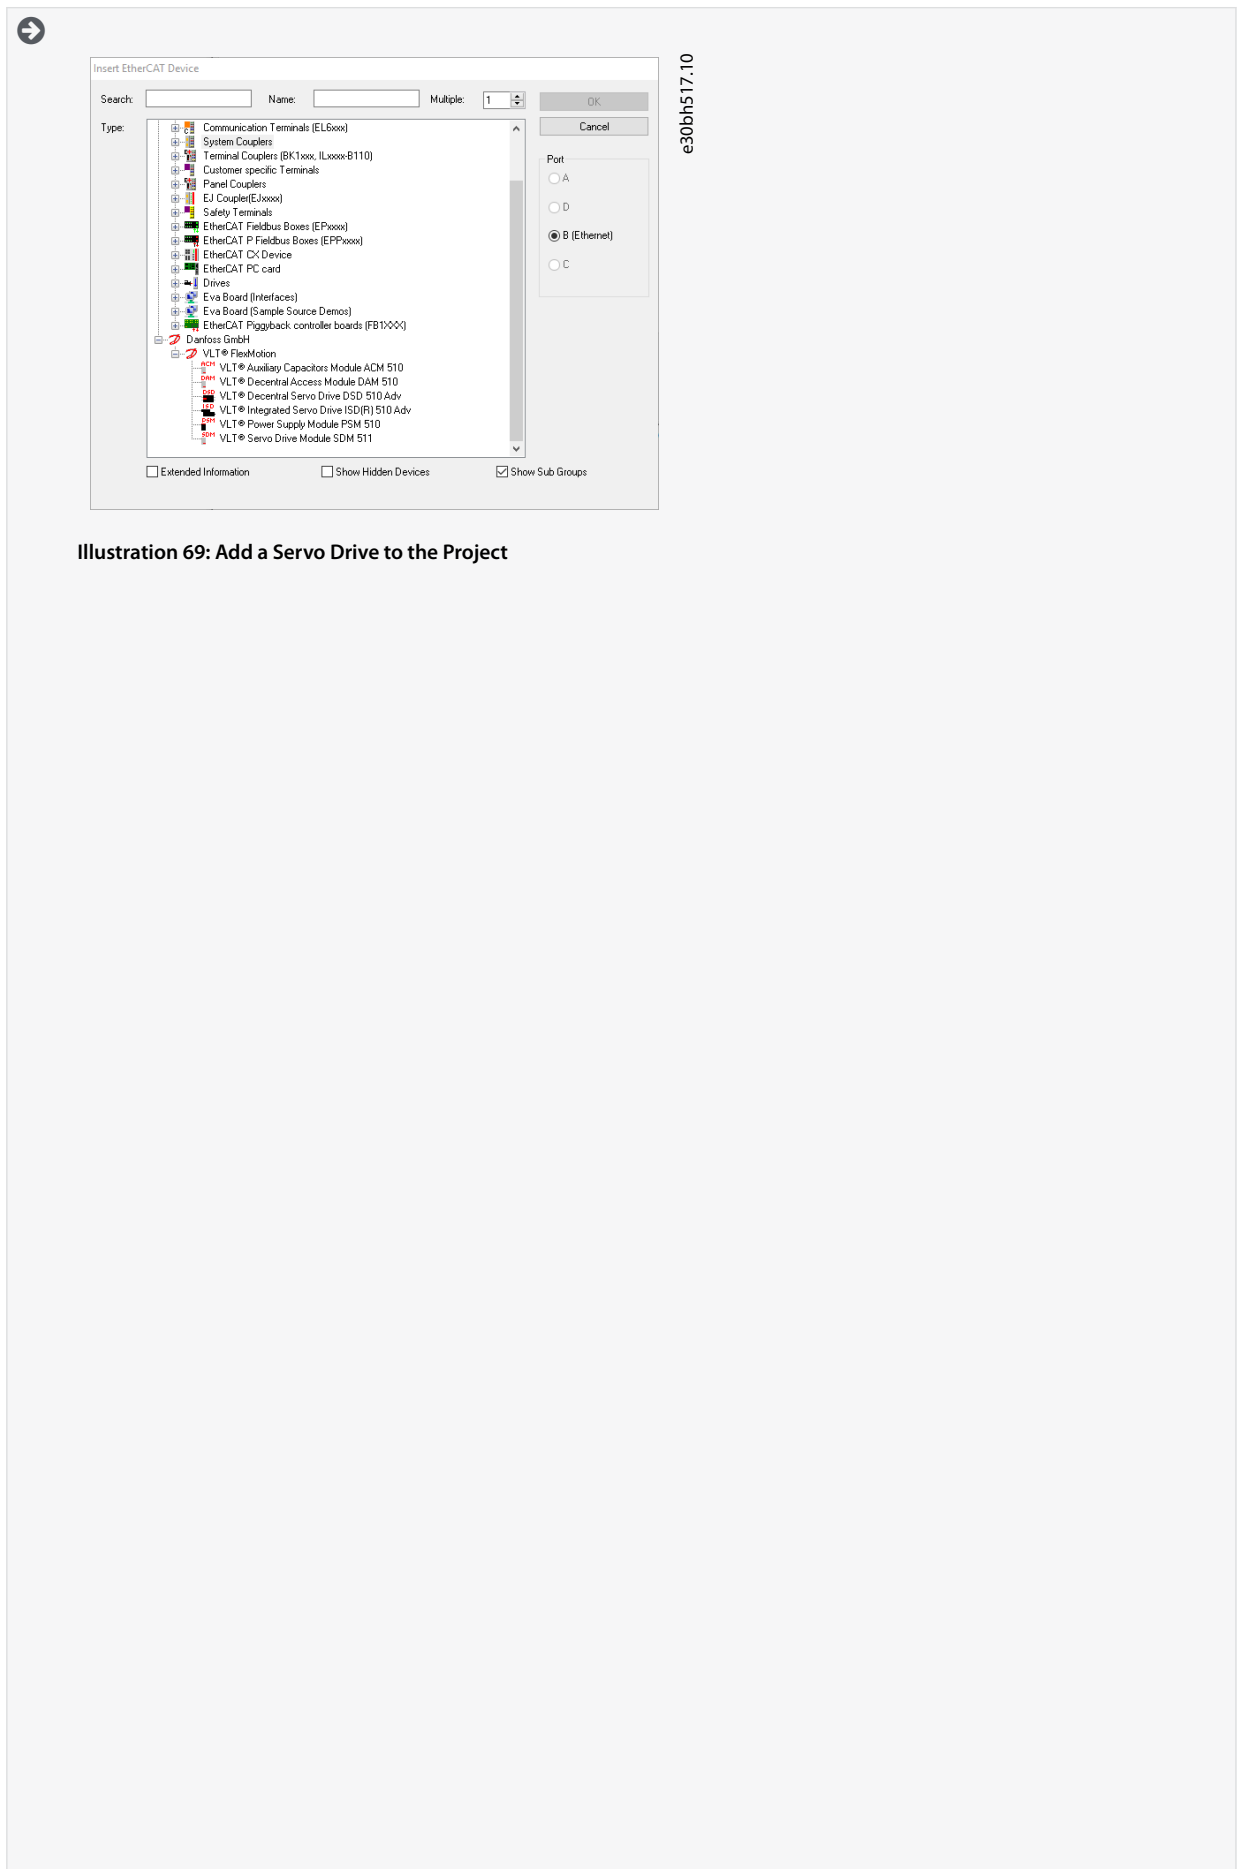 Insert EtherCAT Device
Search: Name: Multiple: 1 OK
Type: Cancel
Communication Terminals (EL6xxx)
System Couplers
Terminal Couplers (BK1xxx, ILxxxx-B110)
Customer specific Terminals
Panel Couplers
EJ Coupler(EJxxxx)
Safety Terminals
EtherCAT Fieldbus Boxes (EPxxxx)
EtherCAT P Fieldbus Boxes (EPPxxxx)
EtherCAT CX Device
EtherCAT PC card
Drives
Eva Board (Interfaces)
Eva Board (Sample Source Demos)
EtherCAT Piggyback controller boards (FB1XXX)
Danfoss GmbH
VLT® FlexMotion
ACM VLT® Auxiliary Capacitors Module ACM 510
DAM VLT® Decentral Access Module DAM 510
DSD VLT® Decentral Servo Drive DSD 510 Adv
ISD VLT® Integrated Servo Drive ISD(R) 510 Adv
PSM VLT® Power Supply Module PSM 510
SDM VLT® Servo Drive Module SDM 511
Port
A
D
B (Ethernet)
C
Extended Information Show Hidden Devices Show Sub Groups
e30bh517.10
Illustration 69: Add a Servo Drive to the Project